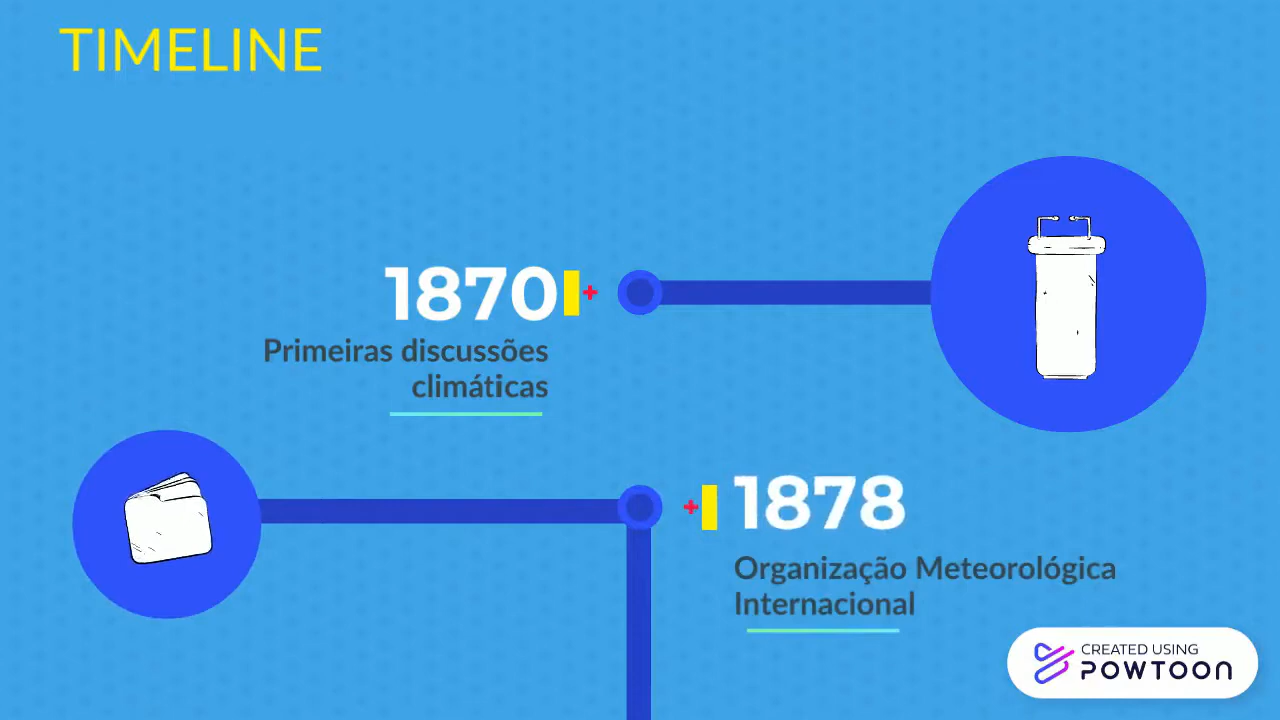 TIMELINE
1870
Primeiras discussões
climáticas
1878
Organização Meteorológica
Internacional
CREATED USING
POWTOON